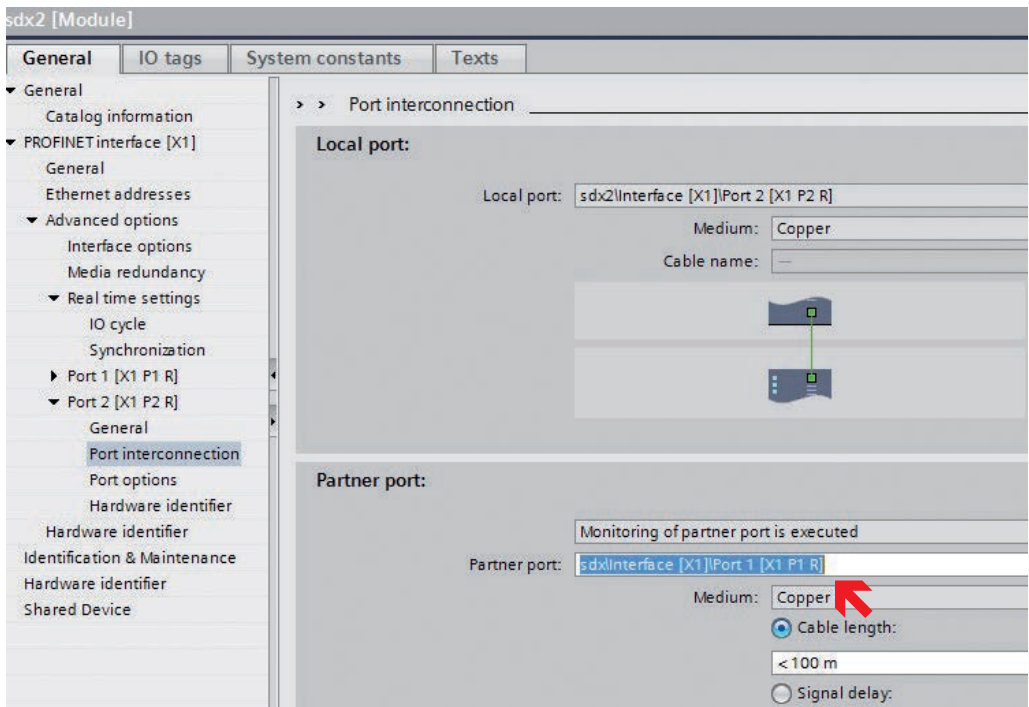 sdx2 [Module]
General
IO tags
System constants
Texts
General
Catalog information
PROFINET interface [X1]
General
Ethernet addresses
Advanced options
Interface options
Media redundancy
Real time settings
IO cycle
Synchronization
Port 1 [X1 P1 R]
Port 2 [X1 P2 R]
General
Port interconnection
Port options
Hardware identifier
Hardware identifier
Identification & Maintenance
Hardware identifier
Shared Device
> > Port interconnection
Local port:
Local port: sdx2\Interface [X1]\Port 2 [X1 P2 R]
Medium: Copper
Cable name: —
Partner port:
Monitoring of partner port is executed
Partner port: sdx\Interface [X1]\Port 1 [X1 P1 R]
Medium: Copper
Cable length:
<100 m
Signal delay: